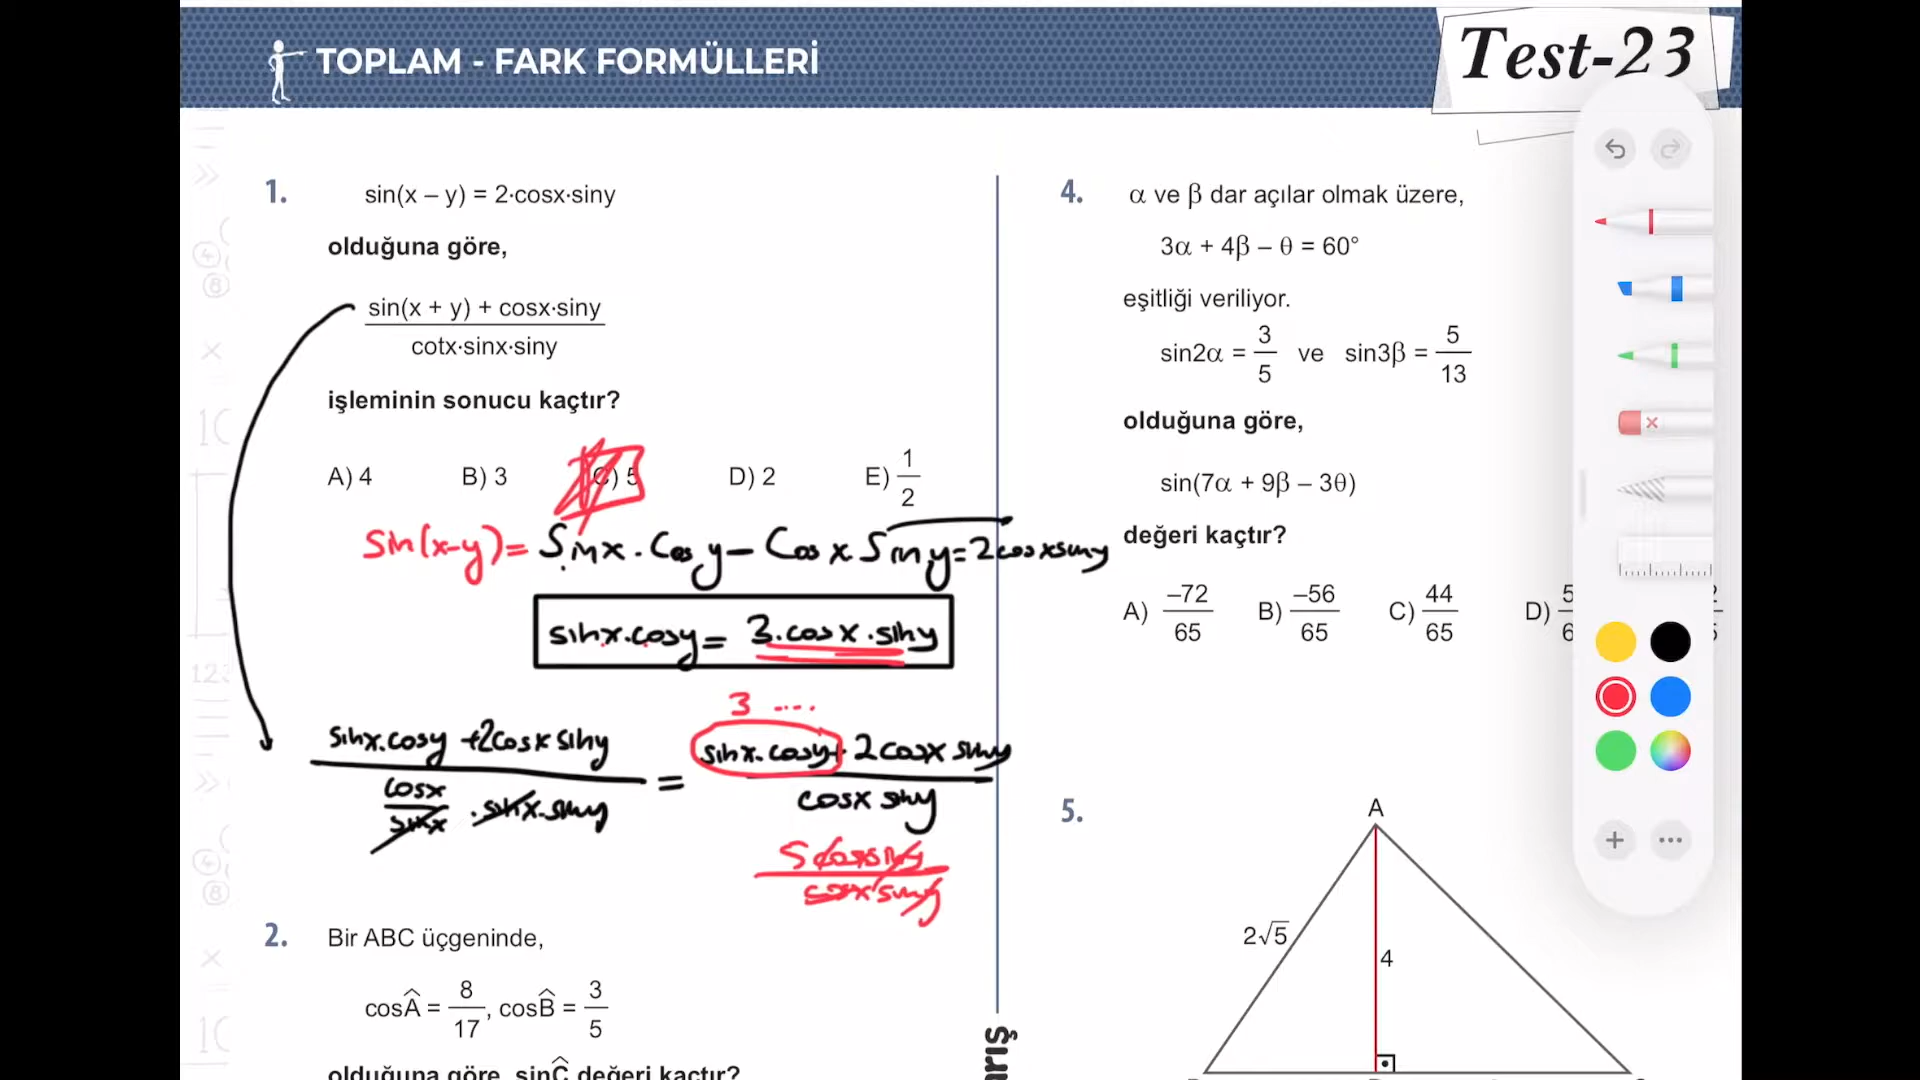 TOPLAM - FARK FORMÜLLERİ
Test-23
1.
sin(x – y) = 2·cosx·siny
olduğuna göre,
sin(x + y) + cosx·siny
cotx·sinx·siny
işleminin sonucu kaçtır?
A) 4 B) 3 C) 5 D) 2 E) 1/2
sin(x-y) = sinx . cosy – cosx siny = 2cosxsiny
sinx.cosy = 3.cosx.siny
3 ....
sinx.cosy + 2cosx siny = sinx.cosy + 2cosx siny
cosx/sinx . sinx.siny cosx siny
5cosxsiny
cosx siny
2.
Bir ABC üçgeninde,
cosA = 8/17, cosB = 3/5
olduğuna göre, sinC değeri kaçtır?
4.
α ve β dar açılar olmak üzere,
3α + 4β – θ = 60°
eşitliği veriliyor.
sin2α = 3/5 ve sin3β = 5/13
olduğuna göre,
sin(7α + 9β – 3θ)
değeri kaçtır?
A) –72/65 B) –56/65 C) 44/65 D)
5.
A
2√5
4